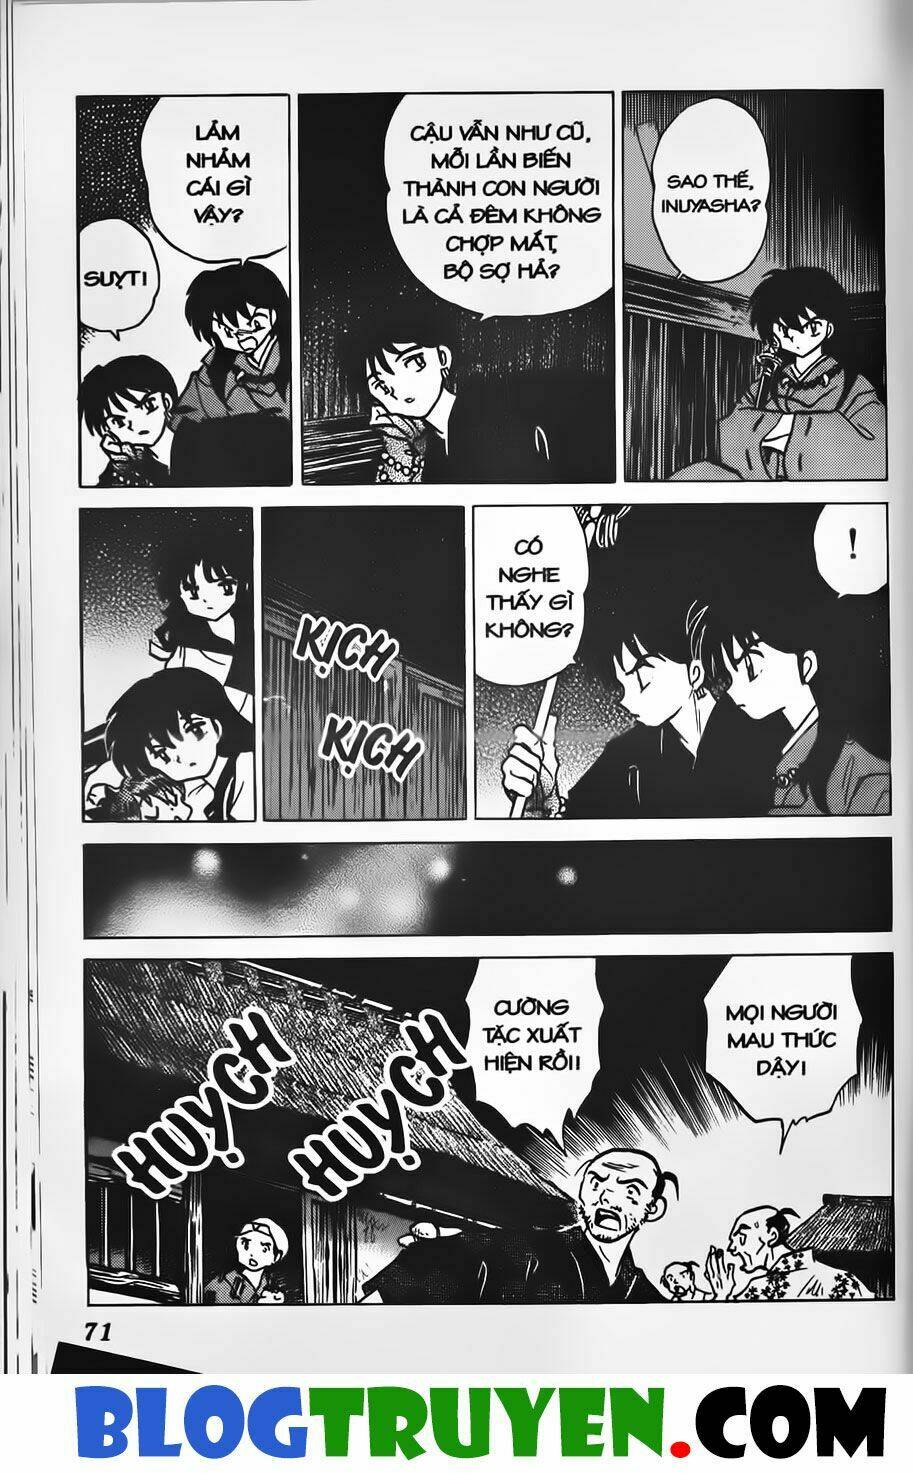 SAO THẾ,
INUYASHA?
CẬU VẪN NHƯ CŨ,
MỖI LẦN BIẾN
THÀNH CON NGƯỜI
LÀ CẢ ĐÊM KHÔNG
CHỢP MẮT,
BỘ SỢ HẢ?
LẢM
NHẢM
CÁI GÌ
VẬY?
SUỴT!
!
CÓ
NGHE
THẤY GÌ
KHÔNG?
KỊCH
KỊCH
MỌI NGƯỜI
MAU THỨC
DẬY!
CƯỜNG
TẶC XUẤT
HIỆN RỒI!
HUỴCH
HUỴCH
71
BLOGTRUYEN.COM